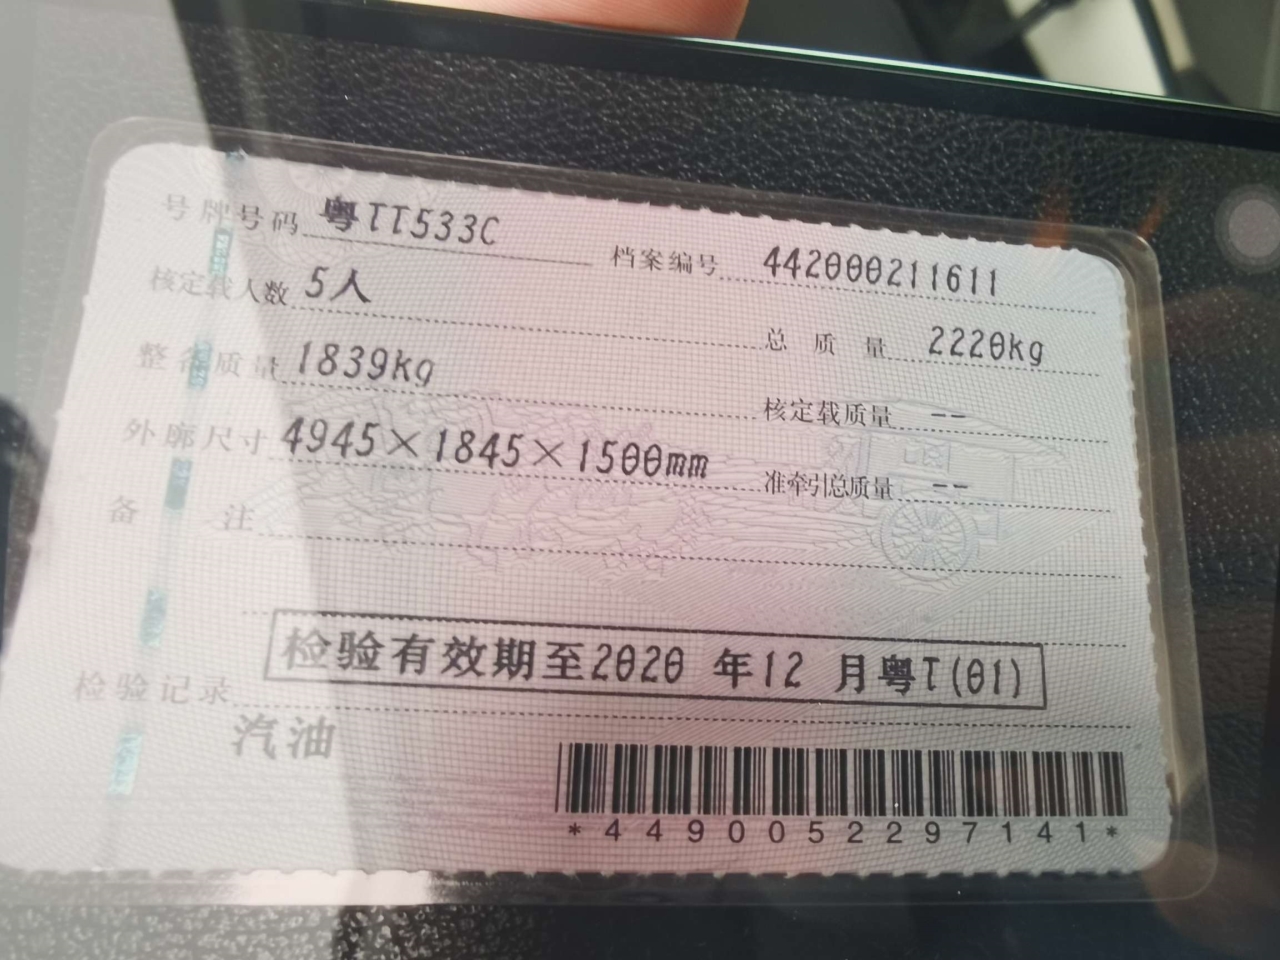 号牌号码 粤TT533C 档案编号 442000211611
核定载人数 5人 总质量 2220kg
整备质量 1839kg 核定载质量 --
外廓尺寸 4945×1845×1500mm 准牵引总质量 --
备注
检验有效期至2020 年12 月粤T(01)
检验记录
汽油
*4490052297141*